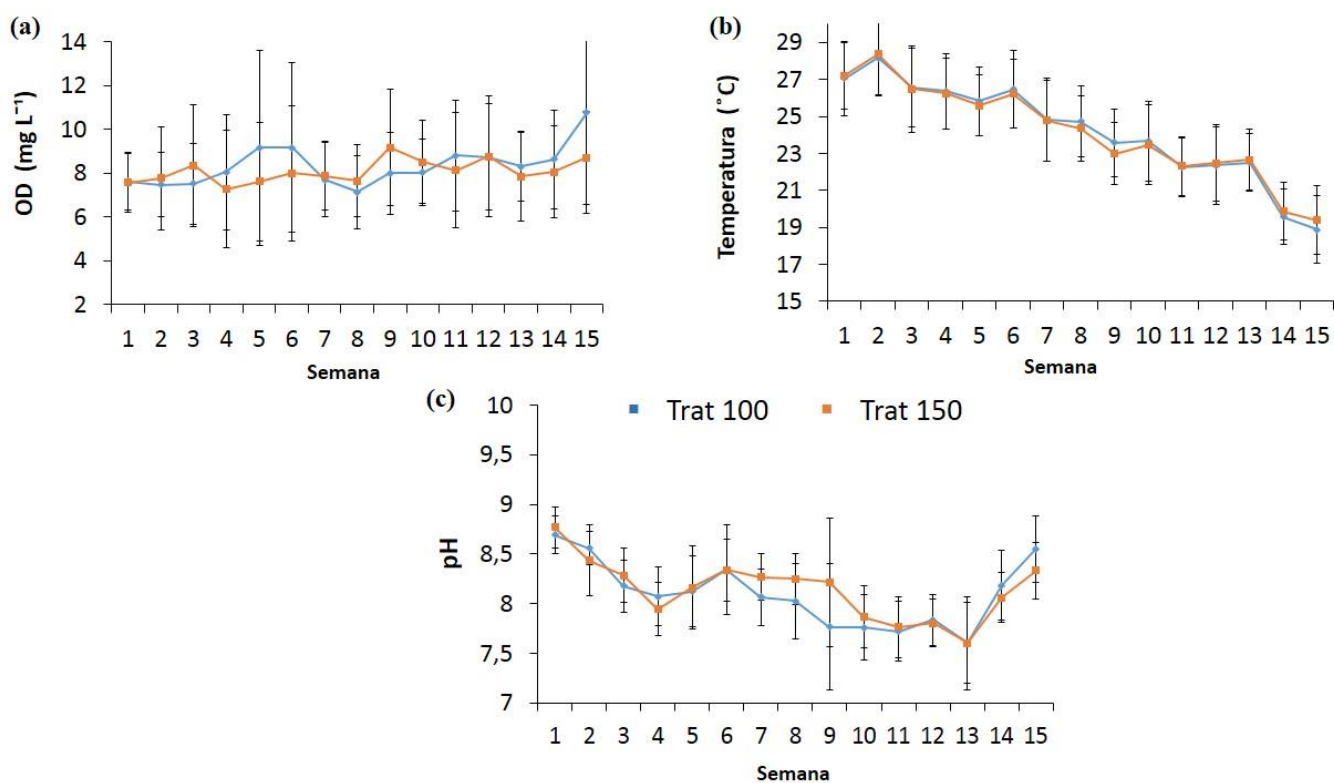 (a)
OD (mg L⁻¹)
14
12
10
8
6
4
2
1 2 3 4 5 6 7 8 9 10 11 12 13 14 15
Semana
(b)
Temperatura (°C)
29
27
25
23
21
19
17
15
1 2 3 4 5 6 7 8 9 10 11 12 13 14 15
Semana
(c)
Trat 100 Trat 150
pH
10
9,5
9
8,5
8
7,5
7
1 2 3 4 5 6 7 8 9 10 11 12 13 14 15
Semana